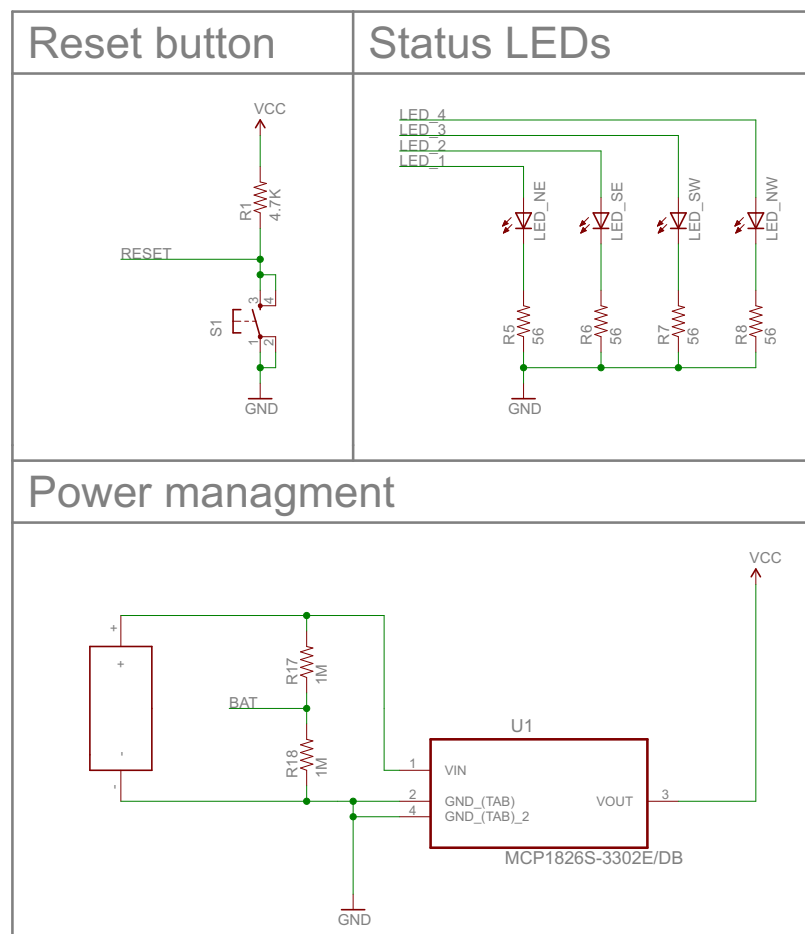 Reset button
Status LEDs
VCC
R1
4.7K
RESET
3
4
S1
1
2
GND
LED_4
LED_3
LED_2
LED_1
LED_NE
LED_SE
LED_SW
LED_NW
R5
56
R6
56
R7
56
R8
56
GND
Power managment
VCC
+
+
-
-
R17
1M
BAT
R18
1M
U1
1
VIN
2
GND_(TAB)
4
GND_(TAB)_2
VOUT
3
MCP1826S-3302E/DB
GND